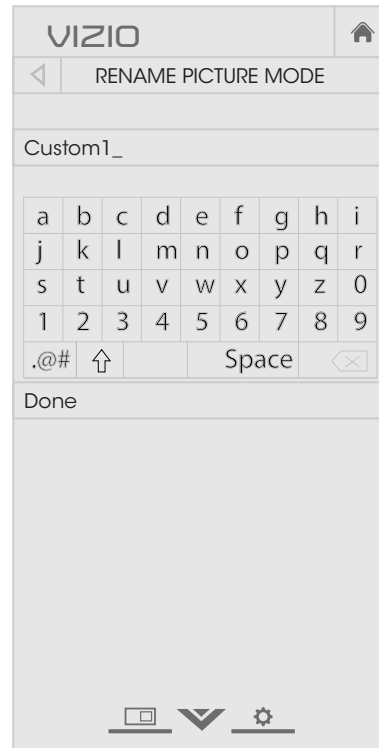 VIZIO
RENAME PICTURE MODE
Custom1_
a b c d e f g h i
j k l m n o p q r
s t u v w x y z 0
1 2 3 4 5 6 7 8 9
.@# Space
Done